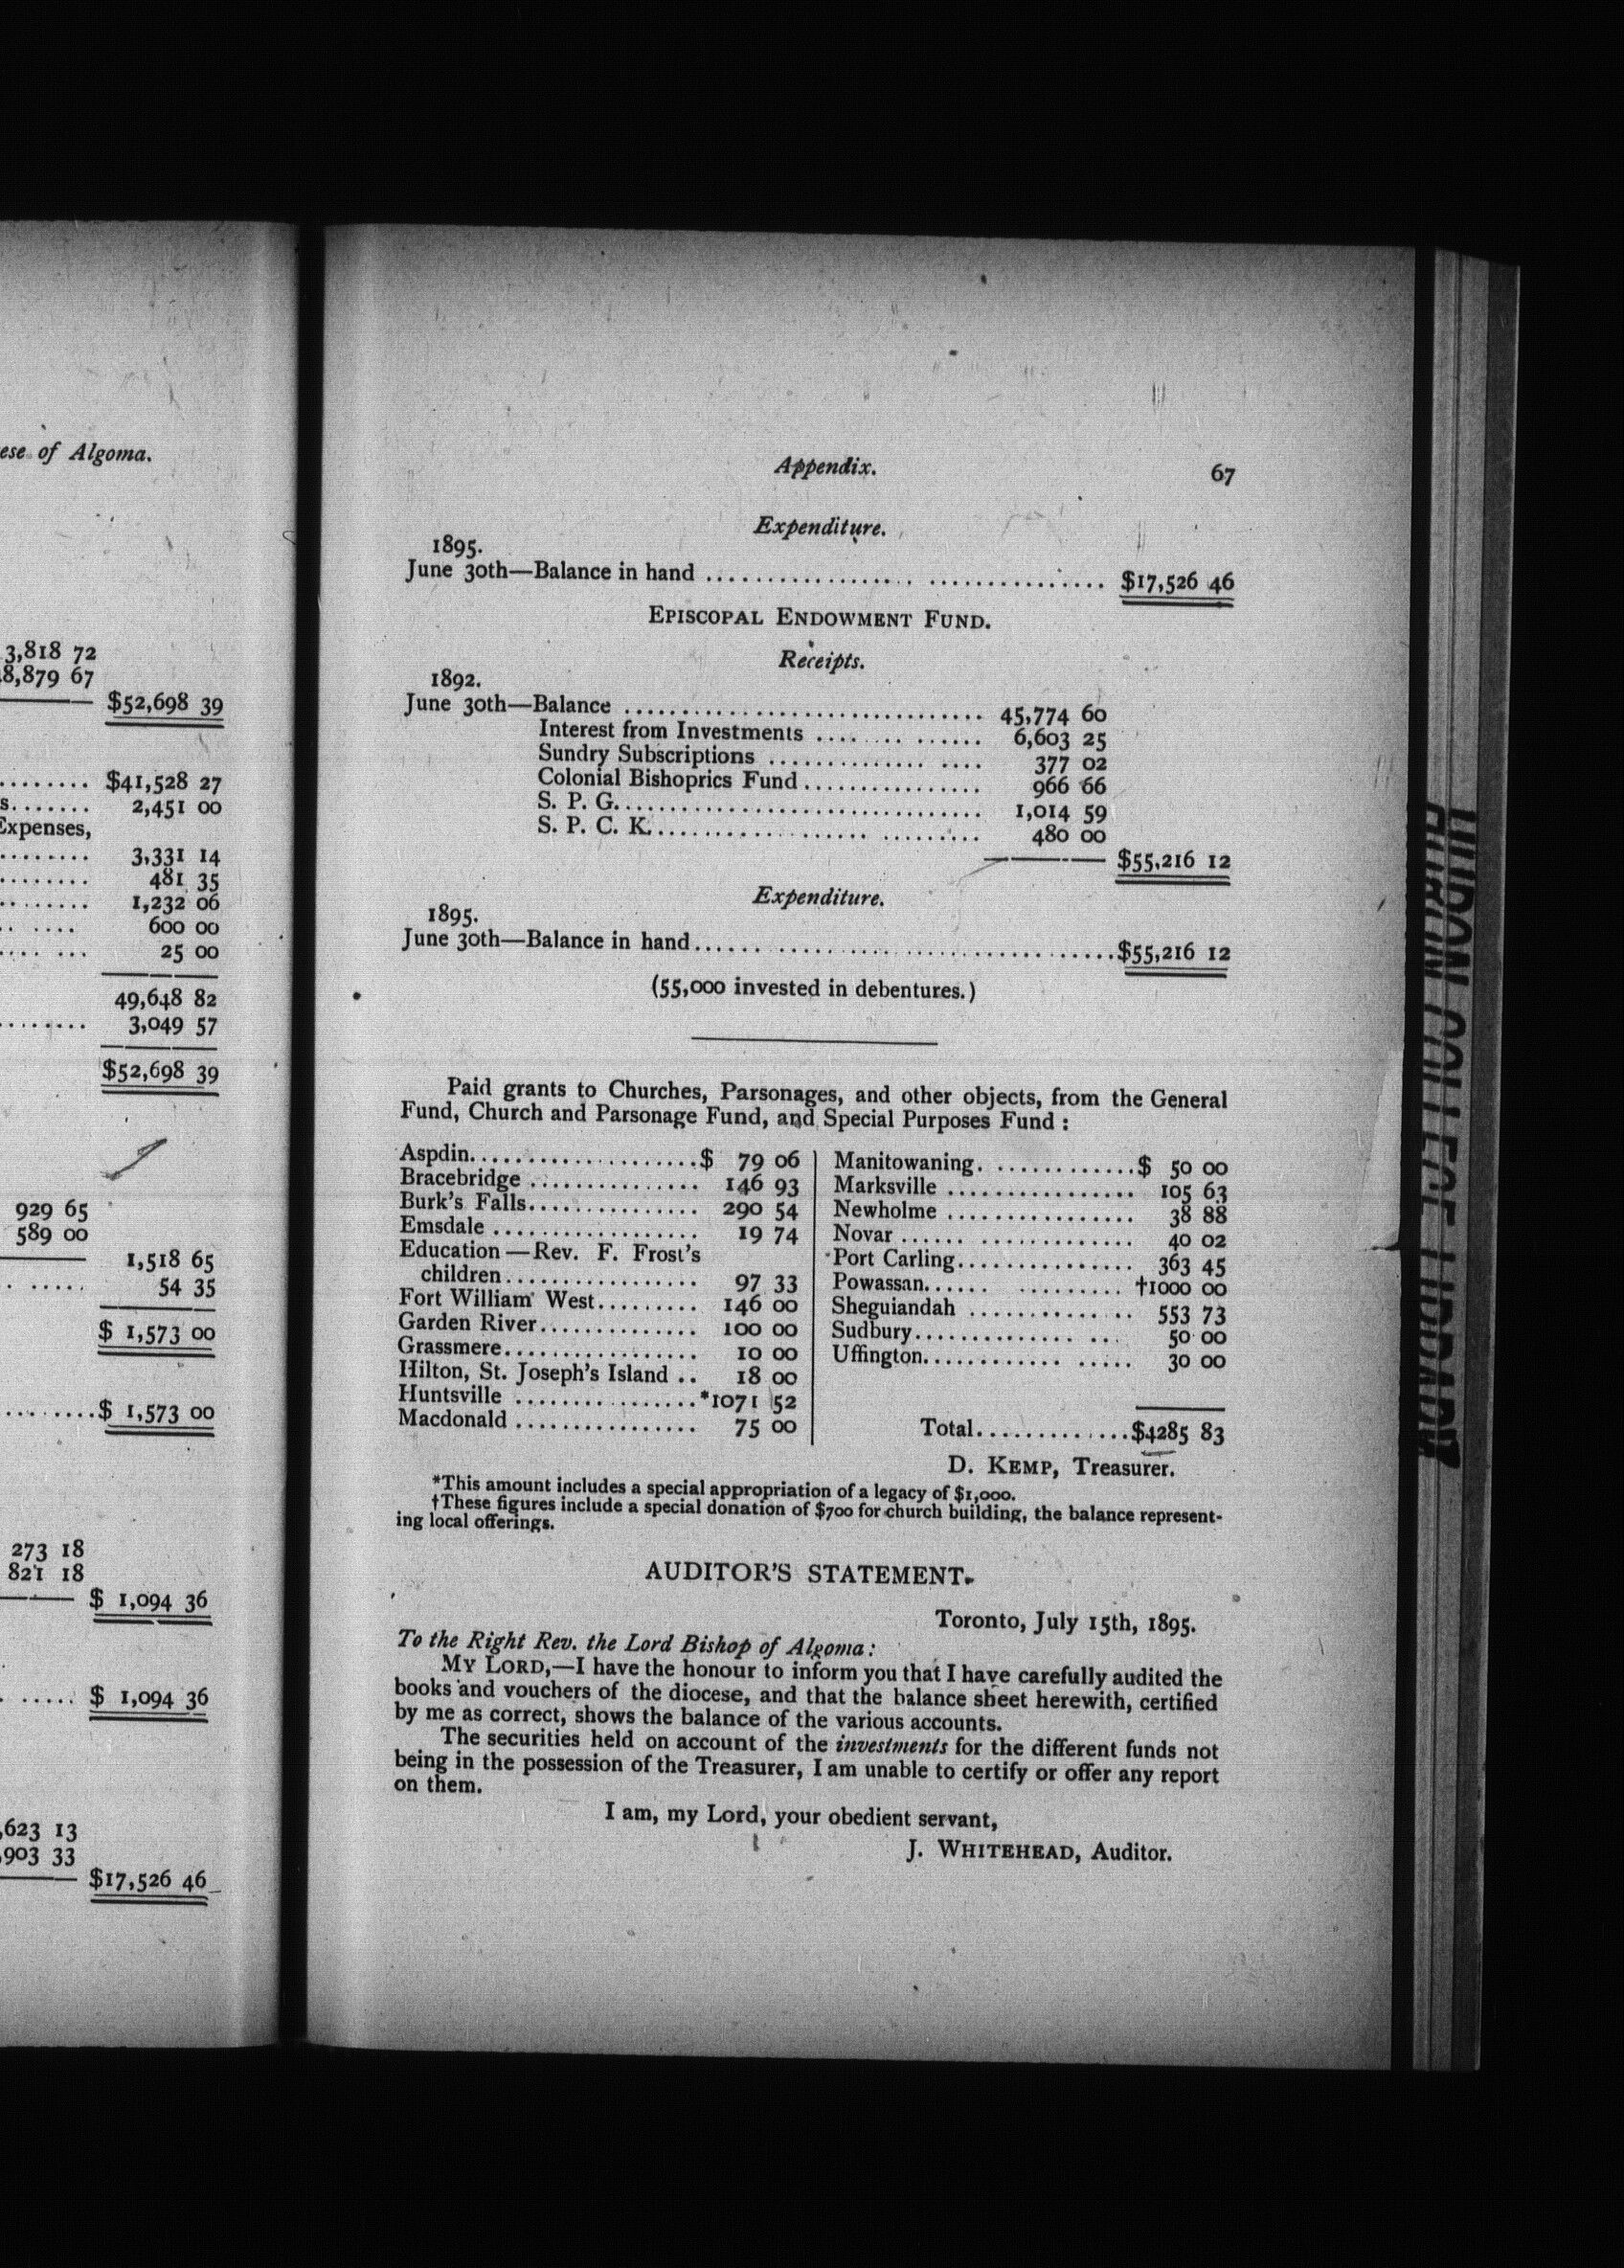 ese of Algoma.
3,818 72
8,879 67
$52,698 39
........ $41,528 27
s....... 2,451 00
Expenses,
........ 3,331 14
........ 481 35
........ 1,232 06
.. .... 600 00
.... ... 25 00
49,648 82
........ 3,049 57
$52,698 39
929 65
589 00
1,518 65
. ..... 54 35
$ 1,573 00
.........$ 1,573 00
273 18
821 18
$ 1,094 36
. ..... $ 1,094 36
,623 13
,903 33
$17,526 46
Appendix. 67
Expenditure.
1895.
June 30th—Balance in hand .................................. $17,526 46
EPISCOPAL ENDOWMENT FUND.
Receipts.
1892.
June 30th—Balance ............................... 45,774 60
Interest from Investments .... ... ...... 6,603 25
Sundry Subscriptions .............. .... 377 02
Colonial Bishoprics Fund................ 966 66
S. P. G................................ 1,014 59
S. P. C. K.................... ......... 480 00
$55,216 12
Expenditure.
1895.
June 30th—Balance in hand.....................................$55,216 12
(55,000 invested in debentures.)
Paid grants to Churches, Parsonages, and other objects, from the General
Fund, Church and Parsonage Fund, and Special Purposes Fund :
Aspdin.....................$ 79 06
Bracebridge ............... 146 93
Burk's Falls............... 290 54
Emsdale .................. 19 74
Education—Rev. F. Frost's
children................. 97 33
Fort William West......... 146 00
Garden River.............. 100 00
Grassmere................. 10 00
Hilton, St. Joseph's Island .. 18 00
Huntsville ................*1071 52
Macdonald ................ 75 00
Manitowaning. ............$ 50 00
Marksville ................ 105 63
Newholme ................ 38 88
Novar ...... ............. 40 02
Port Carling............... 363 45
Powassan...... ......... †1000 00
Sheguiandah .............. 553 73
Sudbury.............. ... 50 00
Uffington............ ..... 30 00
Total..............$4285 83
D. KEMP, Treasurer.
*This amount includes a special appropriation of a legacy of $1,000.
†These figures include a special donation of $700 for church building, the balance represent-
ing local offerings.
AUDITOR'S STATEMENT.
Toronto, July 15th, 1895.
To the Right Rev. the Lord Bishop of Algoma:
MY LORD,—I have the honour to inform you that I have carefully audited the
books and vouchers of the diocese, and that the balance sheet herewith, certified
by me as correct, shows the balance of the various accounts.
The securities held on account of the investments for the different funds not
being in the possession of the Treasurer, I am unable to certify or offer any report
on them.
I am, my Lord, your obedient servant,
J. WHITEHEAD, Auditor.
HURON COLLEGE LIBRARY